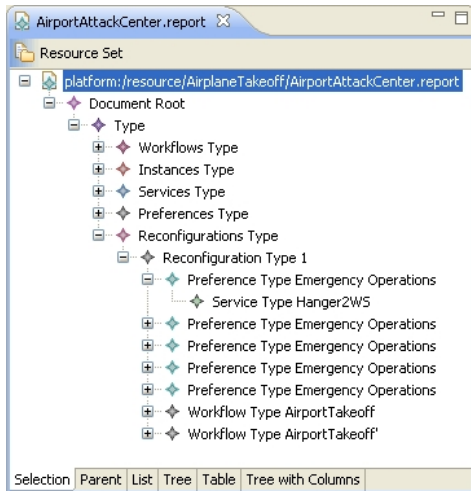 AirportAttackCenter.report
Resource Set
platform:/resource/AirplaneTakeoff/AirportAttackCenter.report
Document Root
Type
Workflows Type
Instances Type
Services Type
Preferences Type
Reconfigurations Type
Reconfiguration Type 1
Preference Type Emergency Operations
Service Type Hanger2WS
Preference Type Emergency Operations
Preference Type Emergency Operations
Preference Type Emergency Operations
Preference Type Emergency Operations
Workflow Type AirportTakeoff
Workflow Type AirportTakeoff'
Selection Parent List Tree Table Tree with Columns